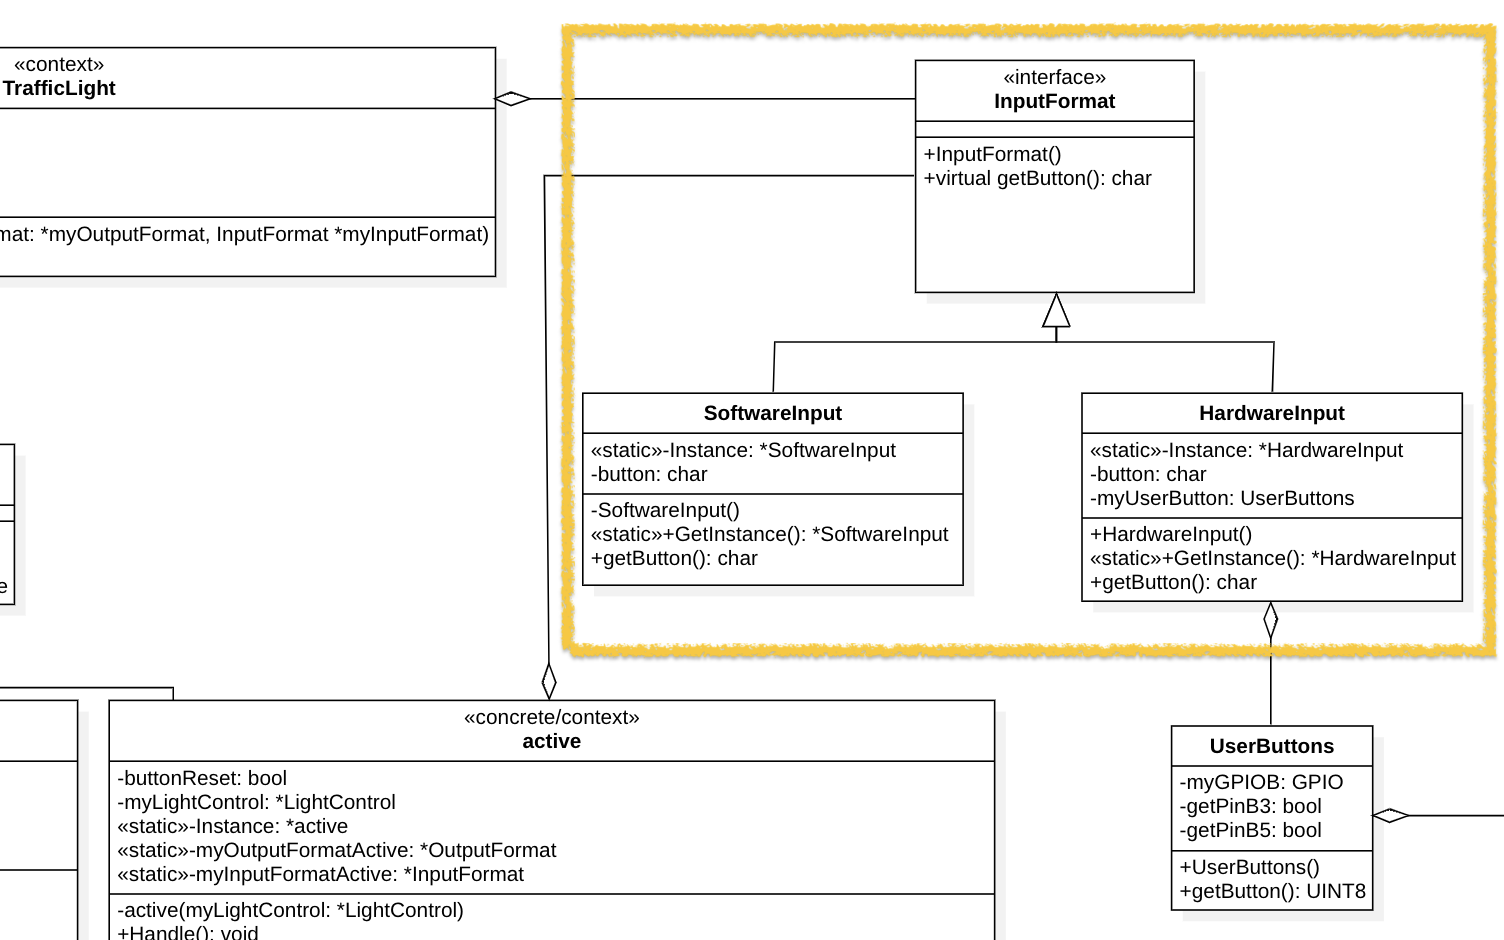 «context»
TrafficLight
mat: *myOutputFormat, InputFormat *myInputFormat)
«interface»
InputFormat
+InputFormat()
+virtual getButton(): char
SoftwareInput
«static»-Instance: *SoftwareInput
-button: char
-SoftwareInput()
«static»+GetInstance(): *SoftwareInput
+getButton(): char
HardwareInput
«static»-Instance: *HardwareInput
-button: char
-myUserButton: UserButtons
+HardwareInput()
«static»+GetInstance(): *HardwareInput
+getButton(): char
e
«concrete/context»
active
-buttonReset: bool
-myLightControl: *LightControl
«static»-Instance: *active
«static»-myOutputFormatActive: *OutputFormat
«static»-myInputFormatActive: *InputFormat
-active(myLightControl: *LightControl)
+Handle(): void
UserButtons
-myGPIOB: GPIO
-getPinB3: bool
-getPinB5: bool
+UserButtons()
+getButton(): UINT8